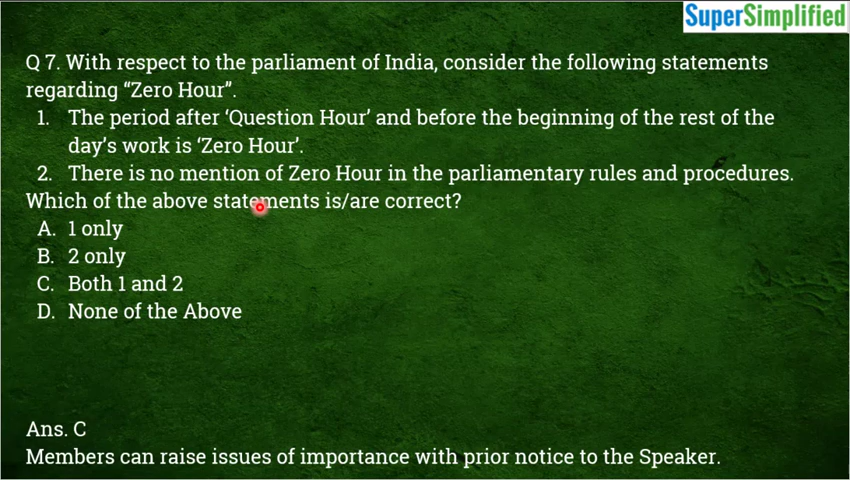 SuperSimplified
Q 7. With respect to the parliament of India, consider the following statements
regarding “Zero Hour”.
1. The period after ‘Question Hour’ and before the beginning of the rest of the
day’s work is ‘Zero Hour’.
2. There is no mention of Zero Hour in the parliamentary rules and procedures.
Which of the above statements is/are correct?
A. 1 only
B. 2 only
C. Both 1 and 2
D. None of the Above
Ans. C
Members can raise issues of importance with prior notice to the Speaker.